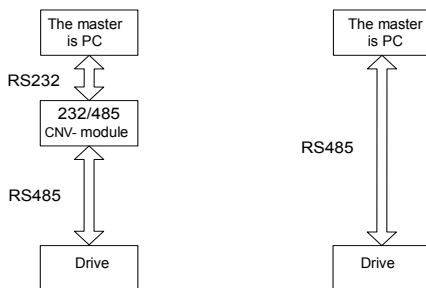 The master
is PC
RS232
232/485
CNV- module
RS485
Drive
The master
is PC
RS485
Drive